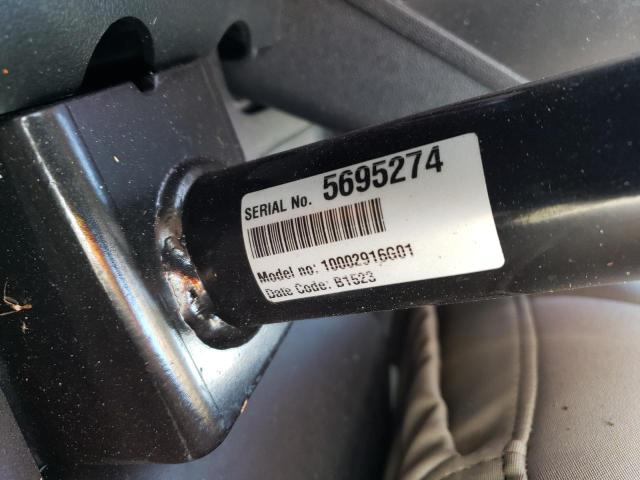 SERIAL No. 5695274
Model no: 10002916G01
Date Code: B1523